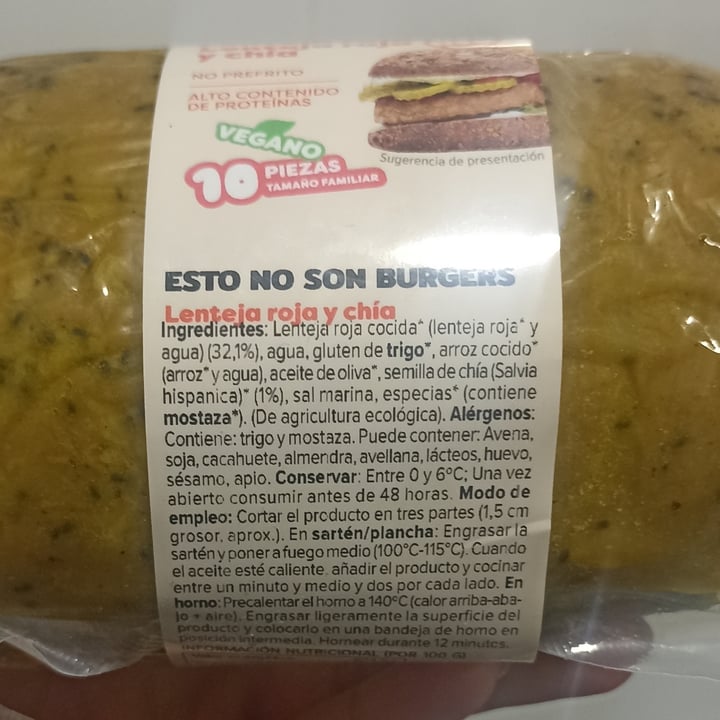 y chía
NO PREFRITO
ALTO CONTENIDO
DE PROTEÍNAS
VEGANO
10 PIEZAS
TAMAÑO FAMILIAR
Sugerencia de presentación
ESTO NO SON BURGERS
Lenteja roja y chía
Ingredientes: Lenteja roja cocida* (lenteja roja* y
agua) (32,1%), agua, gluten de trigo*, arroz cocido*
(arroz* y agua), aceite de oliva*, semilla de chía (Salvia
hispanica)* (1%), sal marina, especias* (contiene
mostaza*). (De agricultura ecológica). Alérgenos:
Contiene: trigo y mostaza. Puede contener: Avena,
soja, cacahuete, almendra, avellana, lácteos, huevo,
sésamo, apio. Conservar: Entre 0 y 6ºC; Una vez
abierto consumir antes de 48 horas. Modo de
empleo: Cortar el producto en tres partes (1,5 cm
grosor, aprox.). En sartén/plancha: Engrasar la
sartén y poner a fuego medio (100°C-115°C). Cuando
el aceite esté caliente, añadir el producto y cocinar
entre un minuto y medio y dos por cada lado. En
horno: Precalentar el horno a 140ºC (calor arriba-aba-
jo + aire). Engrasar ligeramente la superficie del
producto y colocarlo en una bandeja de horno en
posición intermedia. Hornear durante 12 minutos.
INFORMACIÓN NUTRICIONAL (POR 100 G)